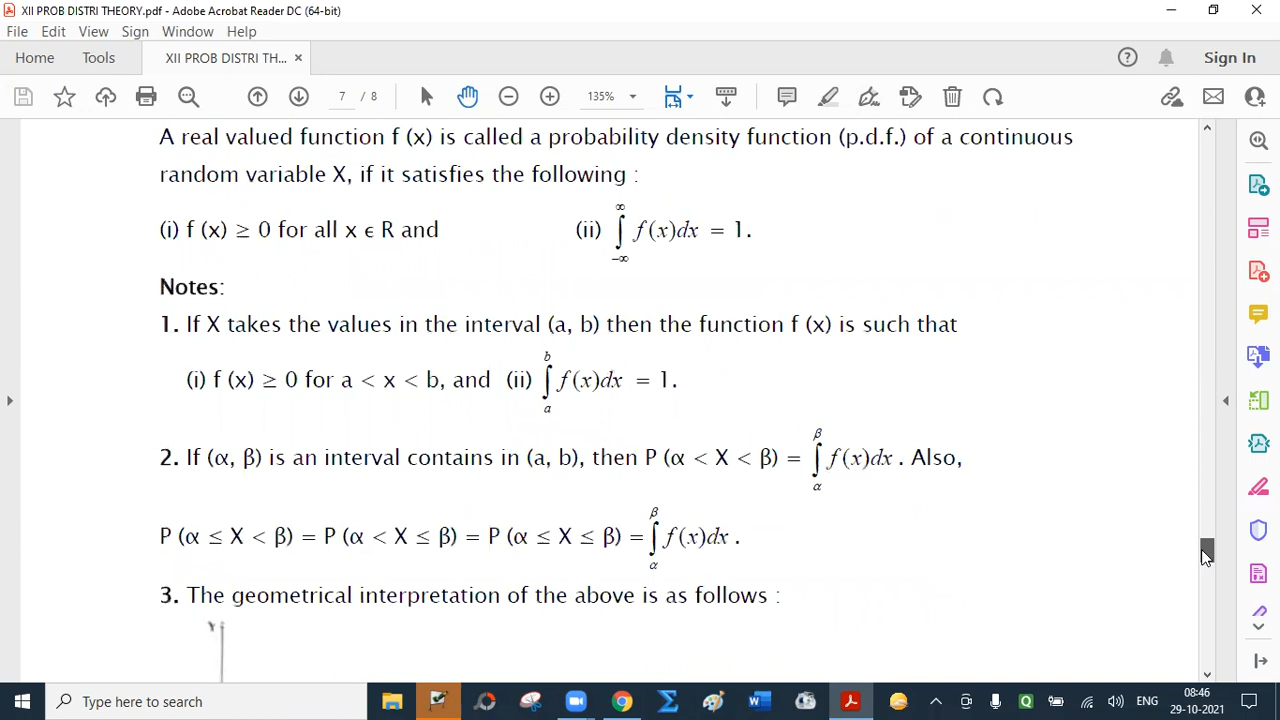 XII PROB DISTRI THEORY.pdf - Adobe Acrobat Reader DC (64-bit)
File Edit View Sign Window Help
Home Tools XII PROB DISTRI TH... × Sign In
7 / 8 135%
A real valued function f (x) is called a probability density function (p.d.f.) of a continuous
random variable X, if it satisfies the following :
(i) f (x) ≥ 0 for all x ϵ R and (ii) ∫_{-∞}^{∞} f(x)dx = 1.
Notes:
1. If X takes the values in the interval (a, b) then the function f (x) is such that
(i) f (x) ≥ 0 for a < x < b, and (ii) ∫_{a}^{b} f(x)dx = 1.
2. If (α, β) is an interval contains in (a, b), then P (α < X < β) = ∫_{α}^{β} f(x)dx . Also,
P (α ≤ X < β) = P (α < X ≤ β) = P (α ≤ X ≤ β) = ∫_{α}^{β} f(x)dx .
3. The geometrical interpretation of the above is as follows :
Y
Type here to search
ENG
08:46
29-10-2021